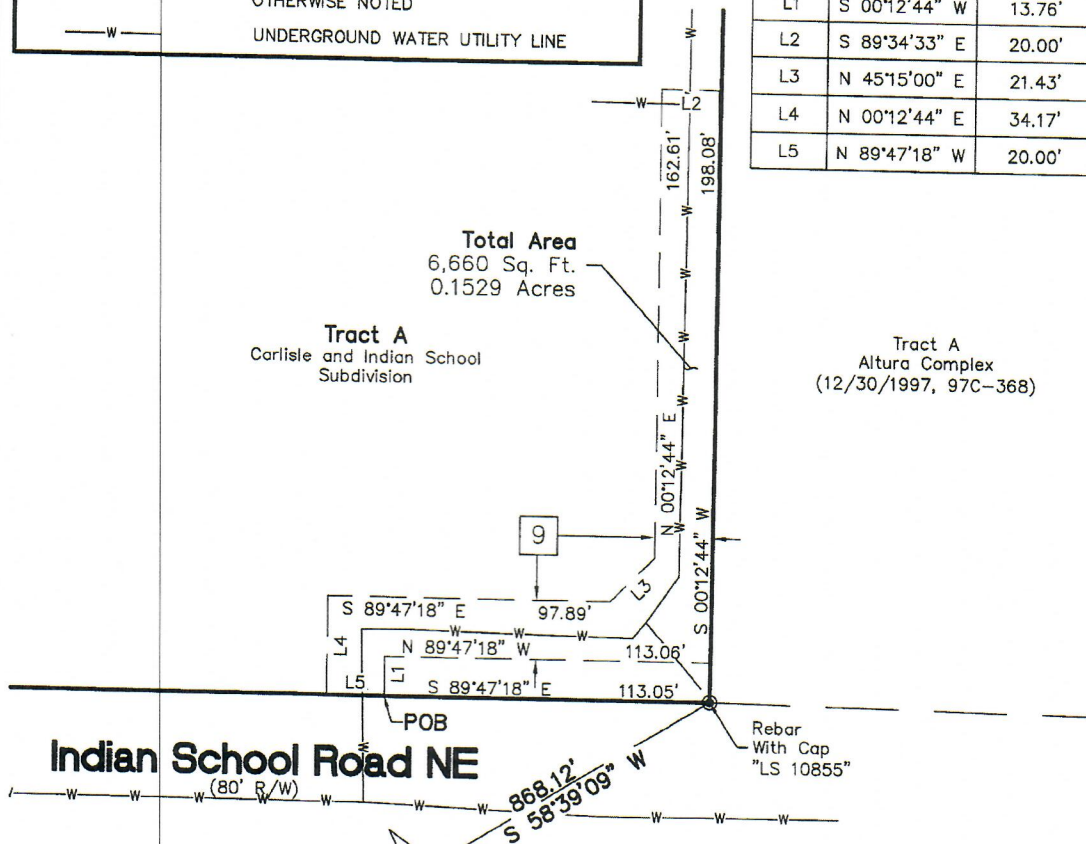 OTHERWISE NOTED
W
UNDERGROUND WATER UTILITY LINE
L1 S 00°12'44" W 13.76'
L2 S 89°34'33" E 20.00'
L3 N 45°15'00" E 21.43'
L4 N 00°12'44" E 34.17'
L5 N 89°47'18" W 20.00'
W
W
L2
162.61'
198.08'
W
Total Area
6,660 Sq. Ft.
0.1529 Acres
W
W
Tract A
Carlisle and Indian School
Subdivision
Tract A
Altura Complex
(12/30/1997, 97C-368)
W
W
N 00°12'44" E
W
S 00°12'44" W
9
L3
S 89°47'18" E 97.89'
W W W
L4
N 89°47'18" W 113.06'
L1
L5
S 89°47'18" E 113.05'
POB
Rebar
With Cap
"LS 10855"
Indian School Road NE
W
(80' R/W)
W W W W W W W W W W
868.12'
S 58°39'09" W